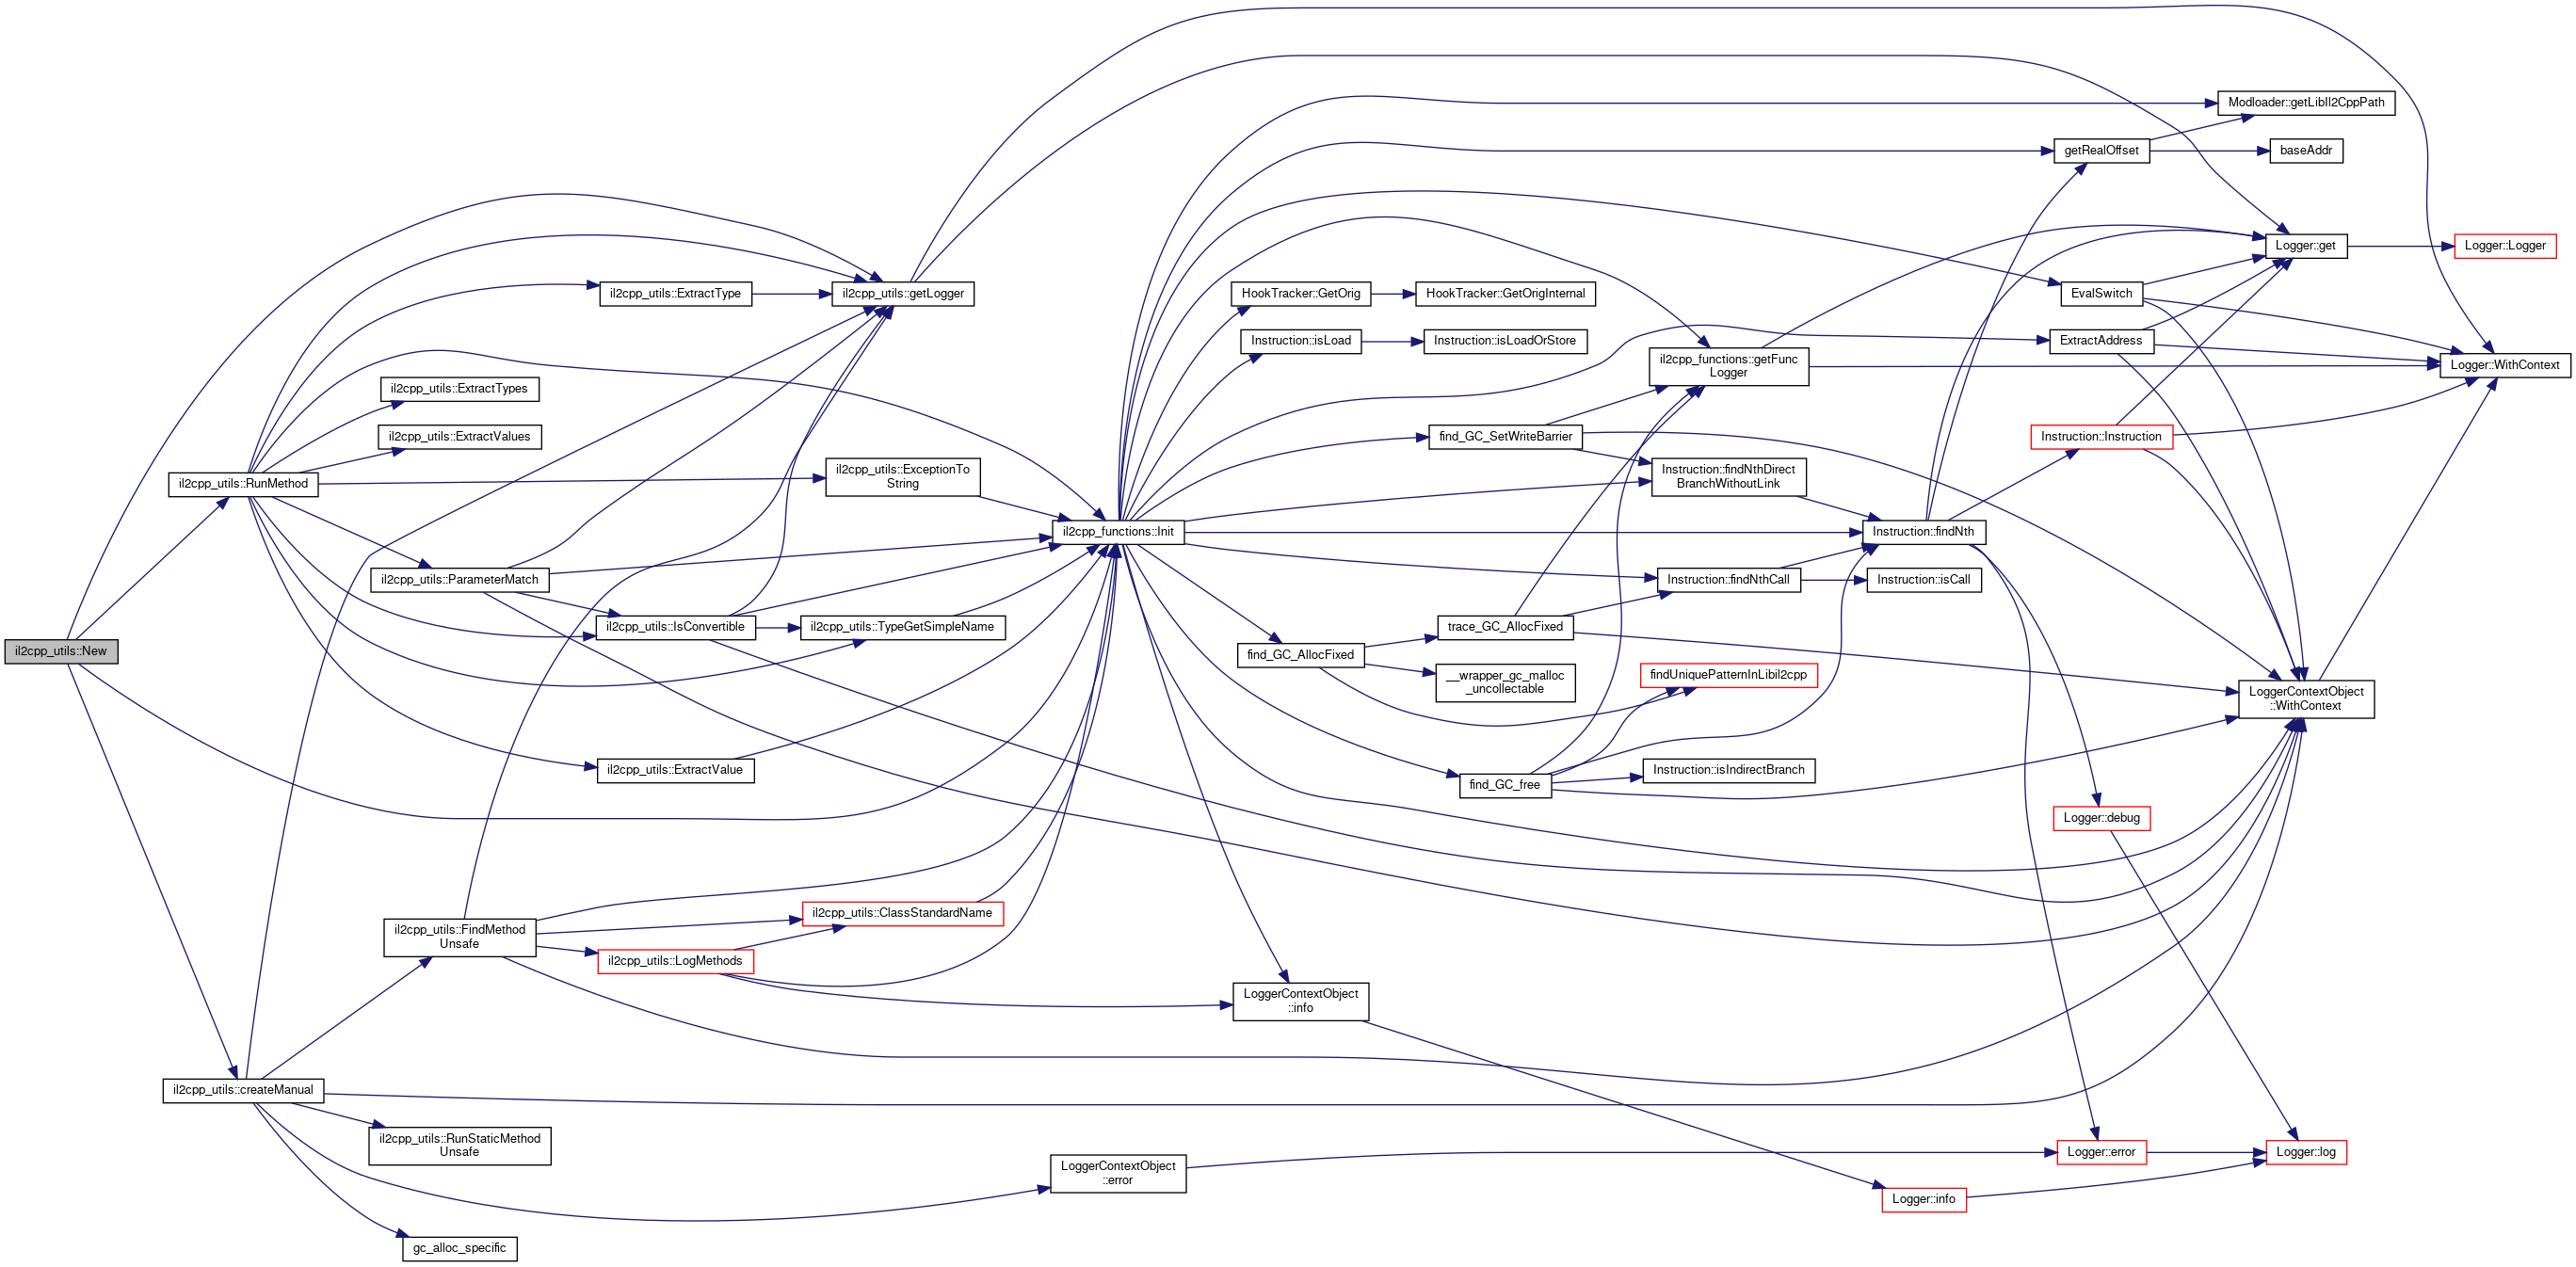 il2cpp_utils::New
il2cpp_utils::RunMethod
il2cpp_utils::createManual
il2cpp_utils::ExtractTypes
il2cpp_utils::ExtractValues
il2cpp_utils::ParameterMatch
il2cpp_utils::FindMethod
Unsafe
il2cpp_utils::RunStaticMethod
Unsafe
gc_alloc_specific
il2cpp_utils::ExtractType
il2cpp_utils::IsConvertible
il2cpp_utils::ExtractValue
il2cpp_utils::LogMethods
il2cpp_utils::getLogger
il2cpp_utils::ExceptionTo
String
il2cpp_utils::TypeGetSimpleName
il2cpp_utils::ClassStandardName
il2cpp_functions::Init
LoggerContextObject
::error
HookTracker::GetOrig
Instruction::isLoad
find_GC_AllocFixed
LoggerContextObject
::info
HookTracker::GetOrigInternal
Instruction::isLoadOrStore
find_GC_SetWriteBarrier
trace_GC_AllocFixed
__wrapper_gc_malloc
_uncollectable
find_GC_free
il2cpp_functions::getFunc
Logger
Instruction::findNthDirect
BranchWithoutLink
Instruction::findNthCall
findUniquePatternInLibil2cpp
Instruction::isIndirectBranch
Instruction::findNth
Instruction::isCall
Logger::info
getRealOffset
EvalSwitch
ExtractAddress
Instruction::Instruction
Logger::debug
Logger::error
Modloader::getLibIl2CppPath
baseAddr
Logger::get
LoggerContextObject
::WithContext
Logger::log
Logger::Logger
Logger::WithContext